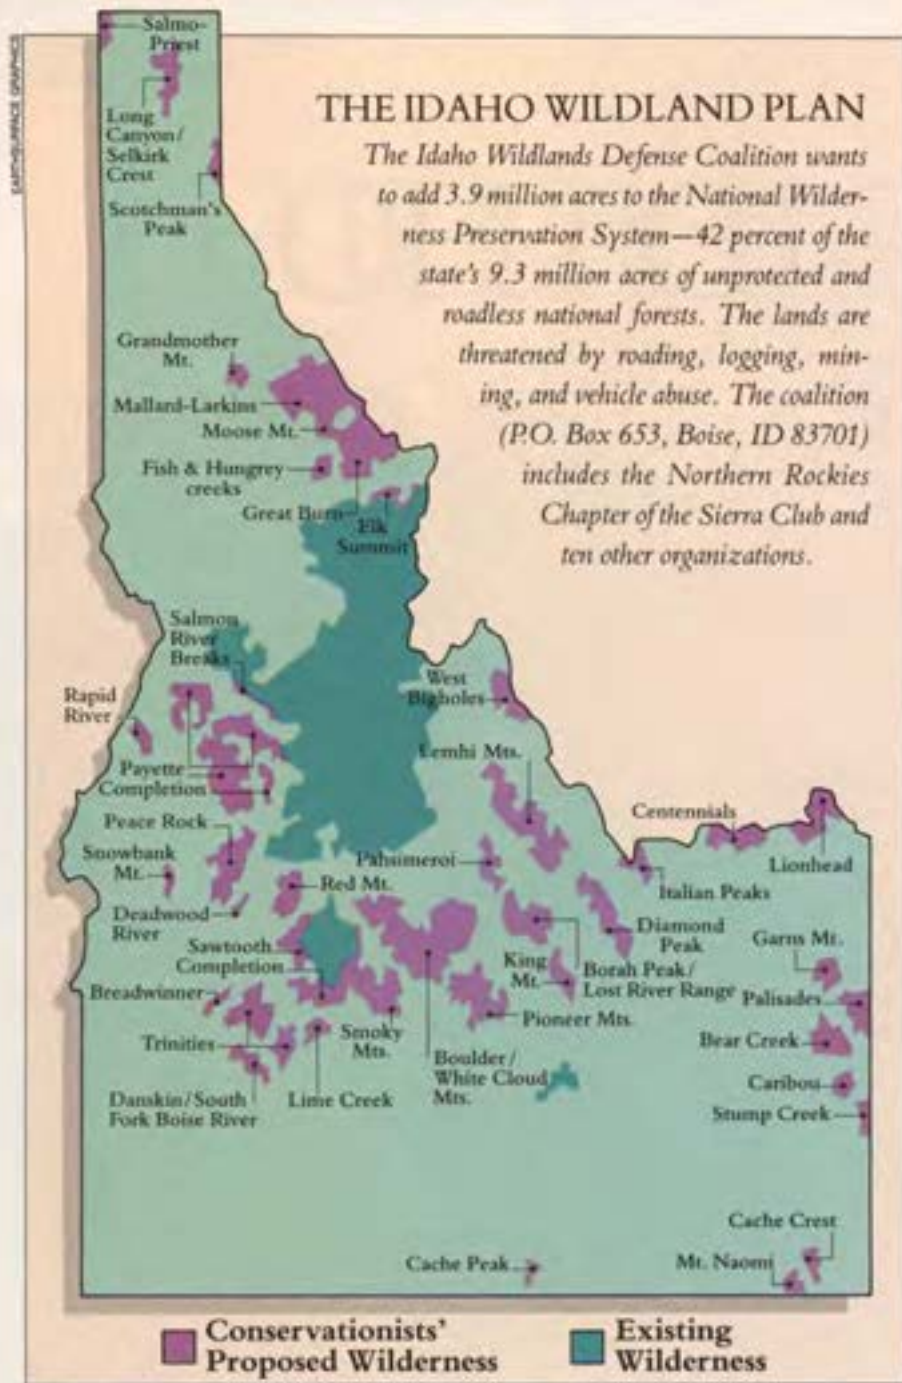 EARTHSURFACE GRAPHICS
THE IDAHO WILDLAND PLAN
The Idaho Wildlands Defense Coalition wants
to add 3.9 million acres to the National Wilder-
ness Preservation System—42 percent of the
state's 9.3 million acres of unprotected and
roadless national forests. The lands are
threatened by roading, logging, min-
ing, and vehicle abuse. The coalition
(P.O. Box 653, Boise, ID 83701)
includes the Northern Rockies
Chapter of the Sierra Club and
ten other organizations.
Salmo-
Priest
Long
Canyon/
Selkirk
Crest
Scotchman's
Peak
Grandmother
Mt.
Mallard-Larkins
Moose Mt.
Fish & Hungrey
creeks
Great Burn
Elk
Summit
Salmon
River
Breaks
West
Bigholes
Rapid
River
Lemhi Mts.
Payette
Completion
Centennials
Peace Rock
Lionhead
Snowbank
Mt.
Pahsimeroi
Italian Peaks
Red Mt.
Deadwood
River
Diamond
Peak
Garns Mt.
Sawtooth
Completion
King
Mt.
Borah Peak/
Lost River Range
Breadwinner
Palisades
Pioneer Mts.
Trinities
Smoky
Mts.
Bear Creek
Boulder/
White Cloud
Mts.
Danskin/South
Fork Boise River
Lime Creek
Caribou
Stump Creek
Cache Crest
Cache Peak
Mt. Naomi
Conservationists'
Proposed Wilderness
Existing
Wilderness